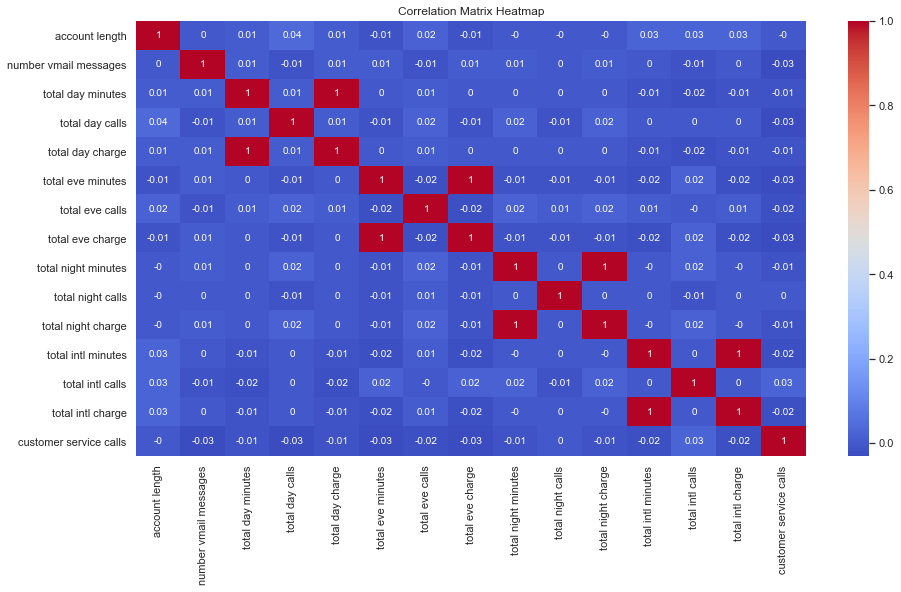 Correlation Matrix Heatmap
account length 1 0 0.01 0.04 0.01 -0.01 0.02 -0.01 -0 -0 -0 0.03 0.03 0.03 -0
number vmail messages 0 1 0.01 -0.01 0.01 0.01 -0.01 0.01 0.01 0 0.01 0 -0.01 0 -0.03
total day minutes 0.01 0.01 1 0.01 1 0 0.01 0 0 0 0 -0.01 -0.02 -0.01 -0.01
total day calls 0.04 -0.01 0.01 1 0.01 -0.01 0.02 -0.01 0.02 -0.01 0.02 0 0 0 -0.03
total day charge 0.01 0.01 1 0.01 1 0 0.01 0 0 0 0 -0.01 -0.02 -0.01 -0.01
total eve minutes -0.01 0.01 0 -0.01 0 1 -0.02 1 -0.01 -0.01 -0.01 -0.02 0.02 -0.02 -0.03
total eve calls 0.02 -0.01 0.01 0.02 0.01 -0.02 1 -0.02 0.02 0.01 0.02 0.01 -0 0.01 -0.02
total eve charge -0.01 0.01 0 -0.01 0 1 -0.02 1 -0.01 -0.01 -0.01 -0.02 0.02 -0.02 -0.03
total night minutes -0 0.01 0 0.02 0 -0.01 0.02 -0.01 1 0 1 -0 0.02 -0 -0.01
total night calls -0 0 0 -0.01 0 -0.01 0.01 -0.01 0 1 0 0 -0.01 0 0
total night charge -0 0.01 0 0.02 0 -0.01 0.02 -0.01 1 0 1 -0 0.02 -0 -0.01
total intl minutes 0.03 0 -0.01 0 -0.01 -0.02 0.01 -0.02 -0 0 -0 1 0 1 -0.02
total intl calls 0.03 -0.01 -0.02 0 -0.02 0.02 -0 0.02 0.02 -0.01 0.02 0 1 0 0.03
total intl charge 0.03 0 -0.01 0 -0.01 -0.02 0.01 -0.02 -0 0 -0 1 0 1 -0.02
customer service calls -0 -0.03 -0.01 -0.03 -0.01 -0.03 -0.02 -0.03 -0.01 0 -0.01 -0.02 0.03 -0.02 1
account length
number vmail messages
total day minutes
total day calls
total day charge
total eve minutes
total eve calls
total eve charge
total night minutes
total night calls
total night charge
total intl minutes
total intl calls
total intl charge
customer service calls
1.0
0.8
0.6
0.4
0.2
0.0